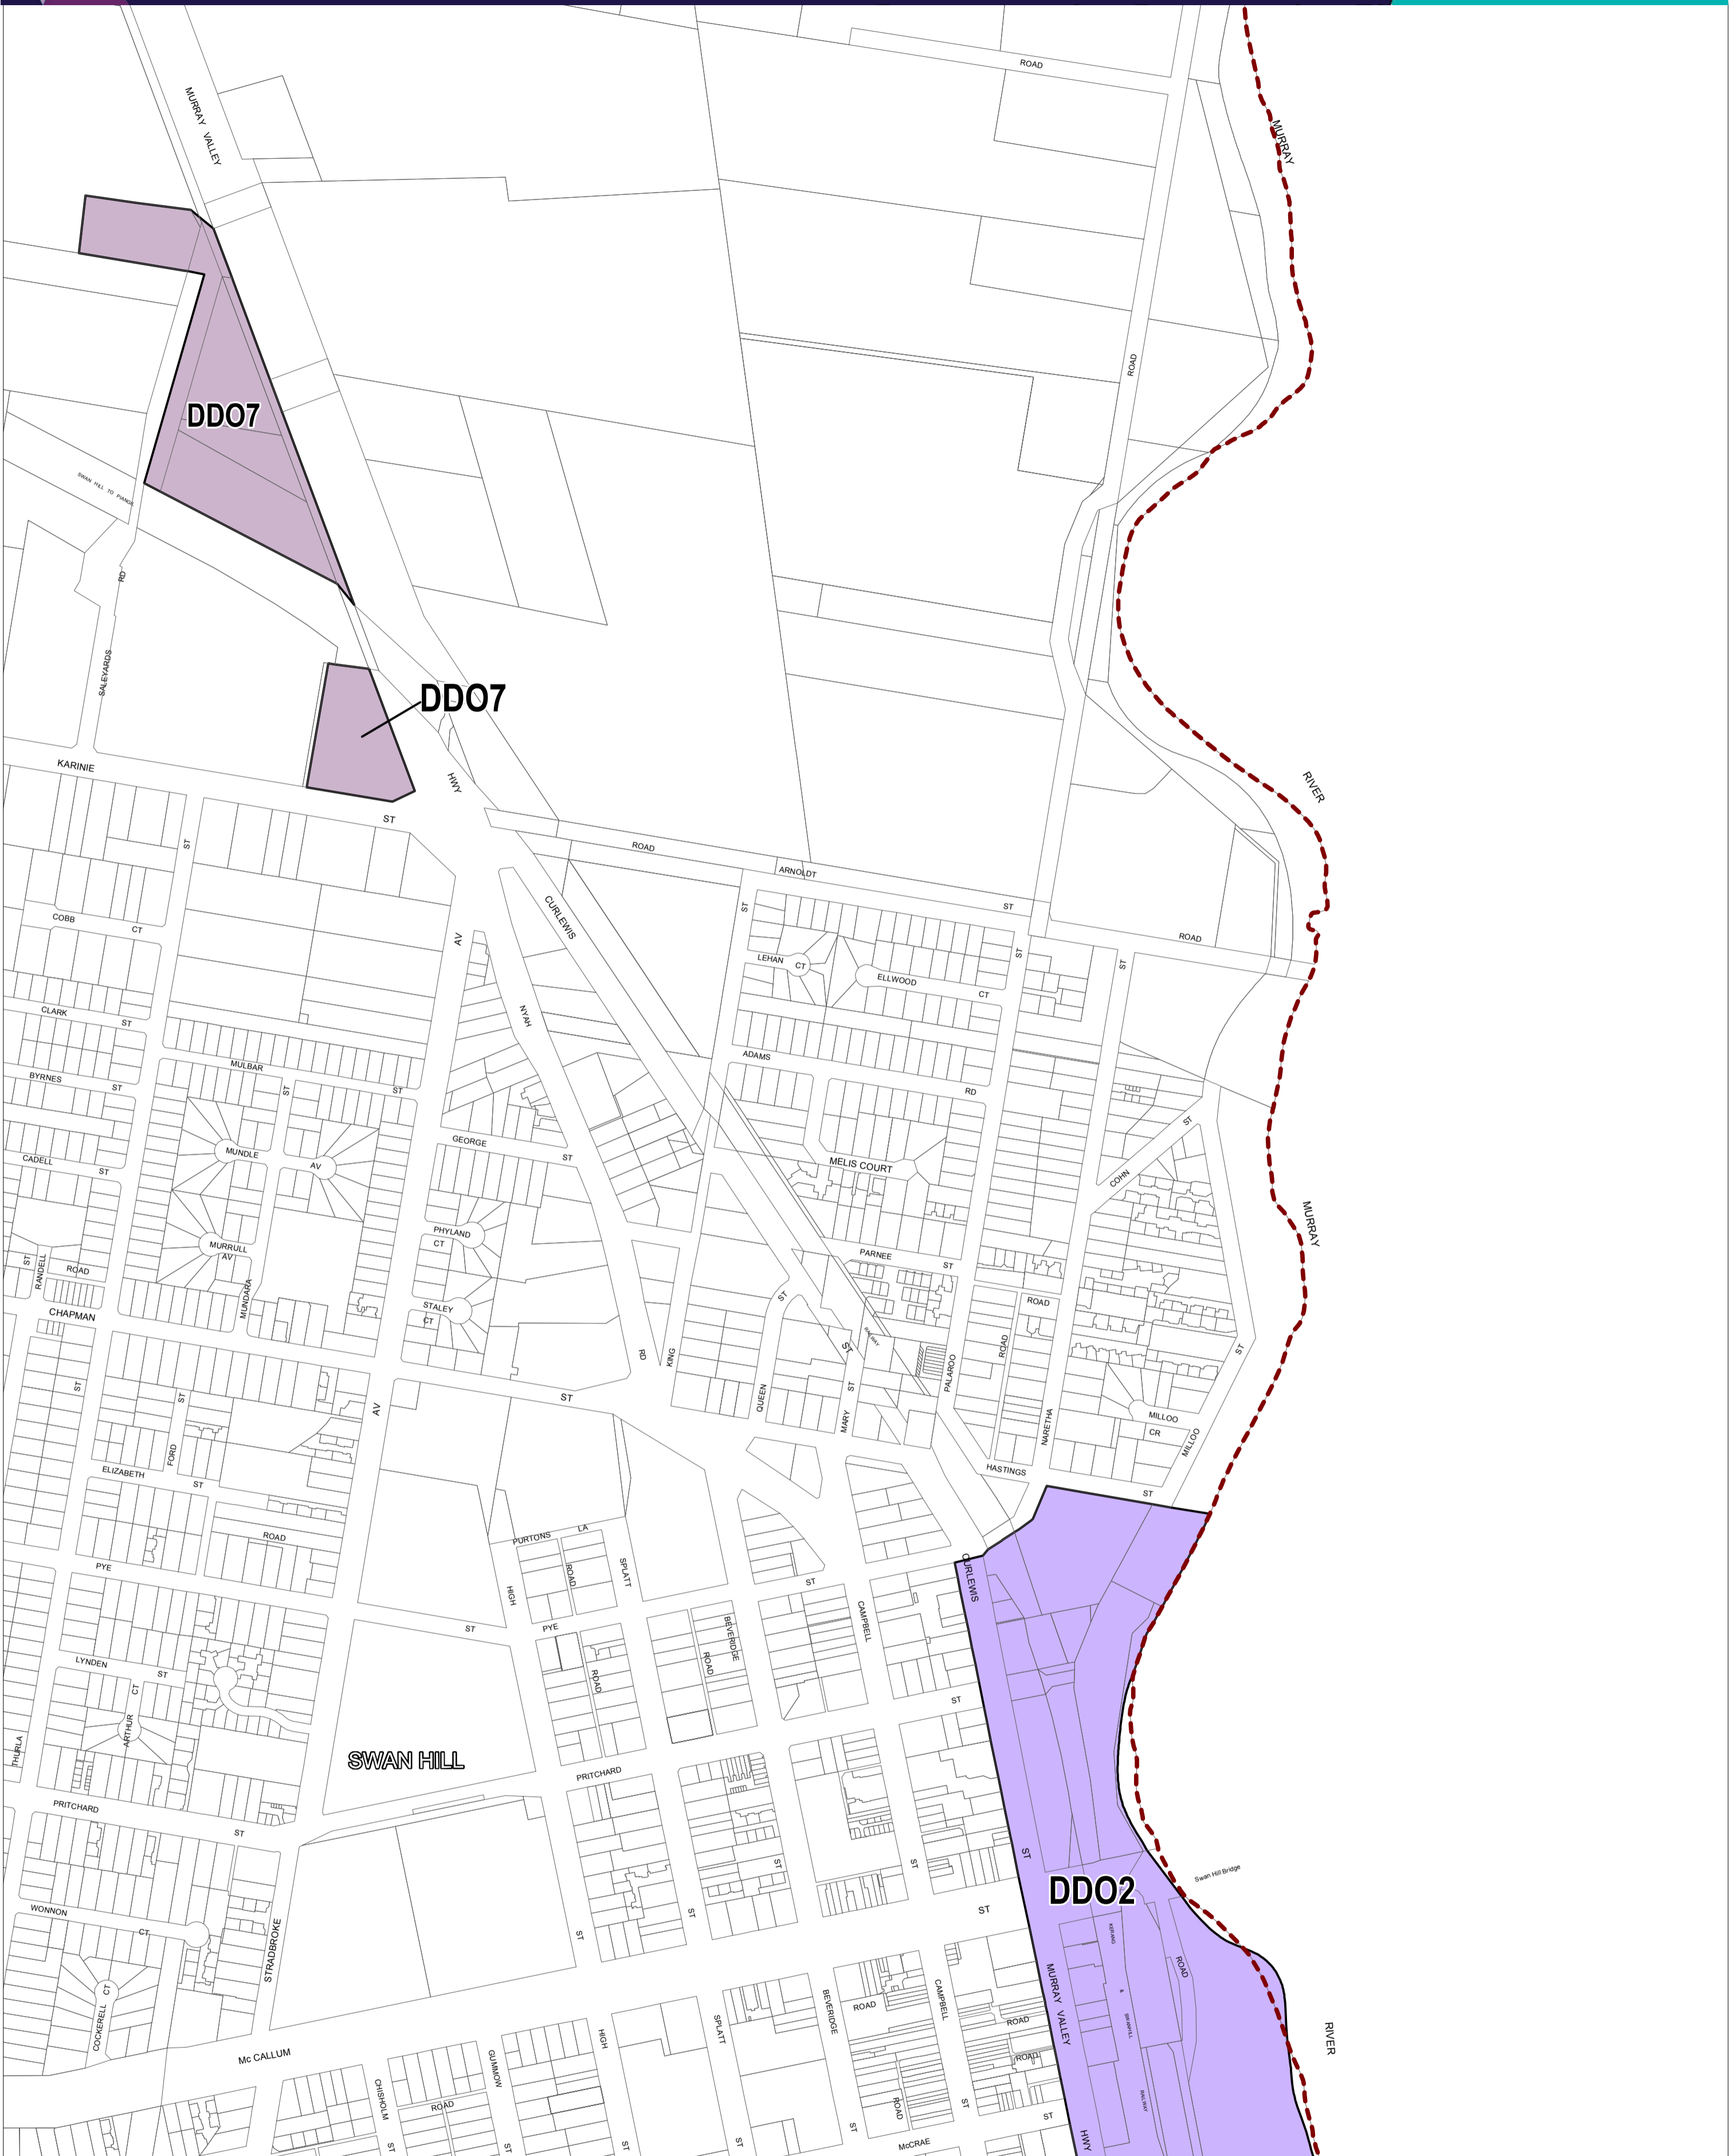 ROAD
MURRAY VALLEY
MURRAY
ROAD
DDO7
SWAN HILL TO PIANGIL
RD
SALEYARDS
DDO7
KARINIE
HWY
RIVER
ST
ST
ROAD
ARNOLDT
ST
ST
CURLEWIS
COBB
CT
AV
ROAD
ST
ST
LEHAN CT
ELLWOOD
CT
CLARK
ST
NYAH
ADAMS
RD
MULBAR
ST
ST
BYRNES
ST
GEORGE
ST
ST
MUNDLE
AV
CADELL
ST
MELIS COURT
COHN
MURRAY
PHYLAND
CT
MURRULL
AV
PARNEE
ST
ST
RANDELL
ROAD
MUNDARA
STALEY
CT
ST
ROAD
CHAPMAN
RAILWAY
ST
ROAD
ST
RD
KING
PALAROO
ST
ST
AV
ST
ST
QUEEN
MARY
ST
NARETHA
MILLOO
CR
MILLOO
FORD
ELIZABETH
ST
HASTINGS
ST
ROAD
PURTONS
LA
PYE
SPLATT
ROAD
HIGH
ST
CURLEWIS
ST
PYE
CAMPBELL
BEVERIDGE
ROAD
ROAD
LYNDEN
ST
CT
ARTHUR
ST
THURLA
SWAN HILL
PRITCHARD
PRITCHARD
ST
ST
ST
ST
DDO2
Swan Hill Bridge
WONNON
CT
ST
ST
ST
STRADBROKE
KERANG
&
BIRANFILL
RAILWAY
ROAD
CT
COCKERELL
MURRAY VALLEY
HWY
ROAD
CAMPBELL
BEVERIDGE
SPLATT
HIGH
ROAD
ROAD
RIVER
Mc CALLUM
GUMMOW
CHISHOLM
ROAD
ROAD
ST
ST
ST
ST
ST
ST
ST
McCRAE